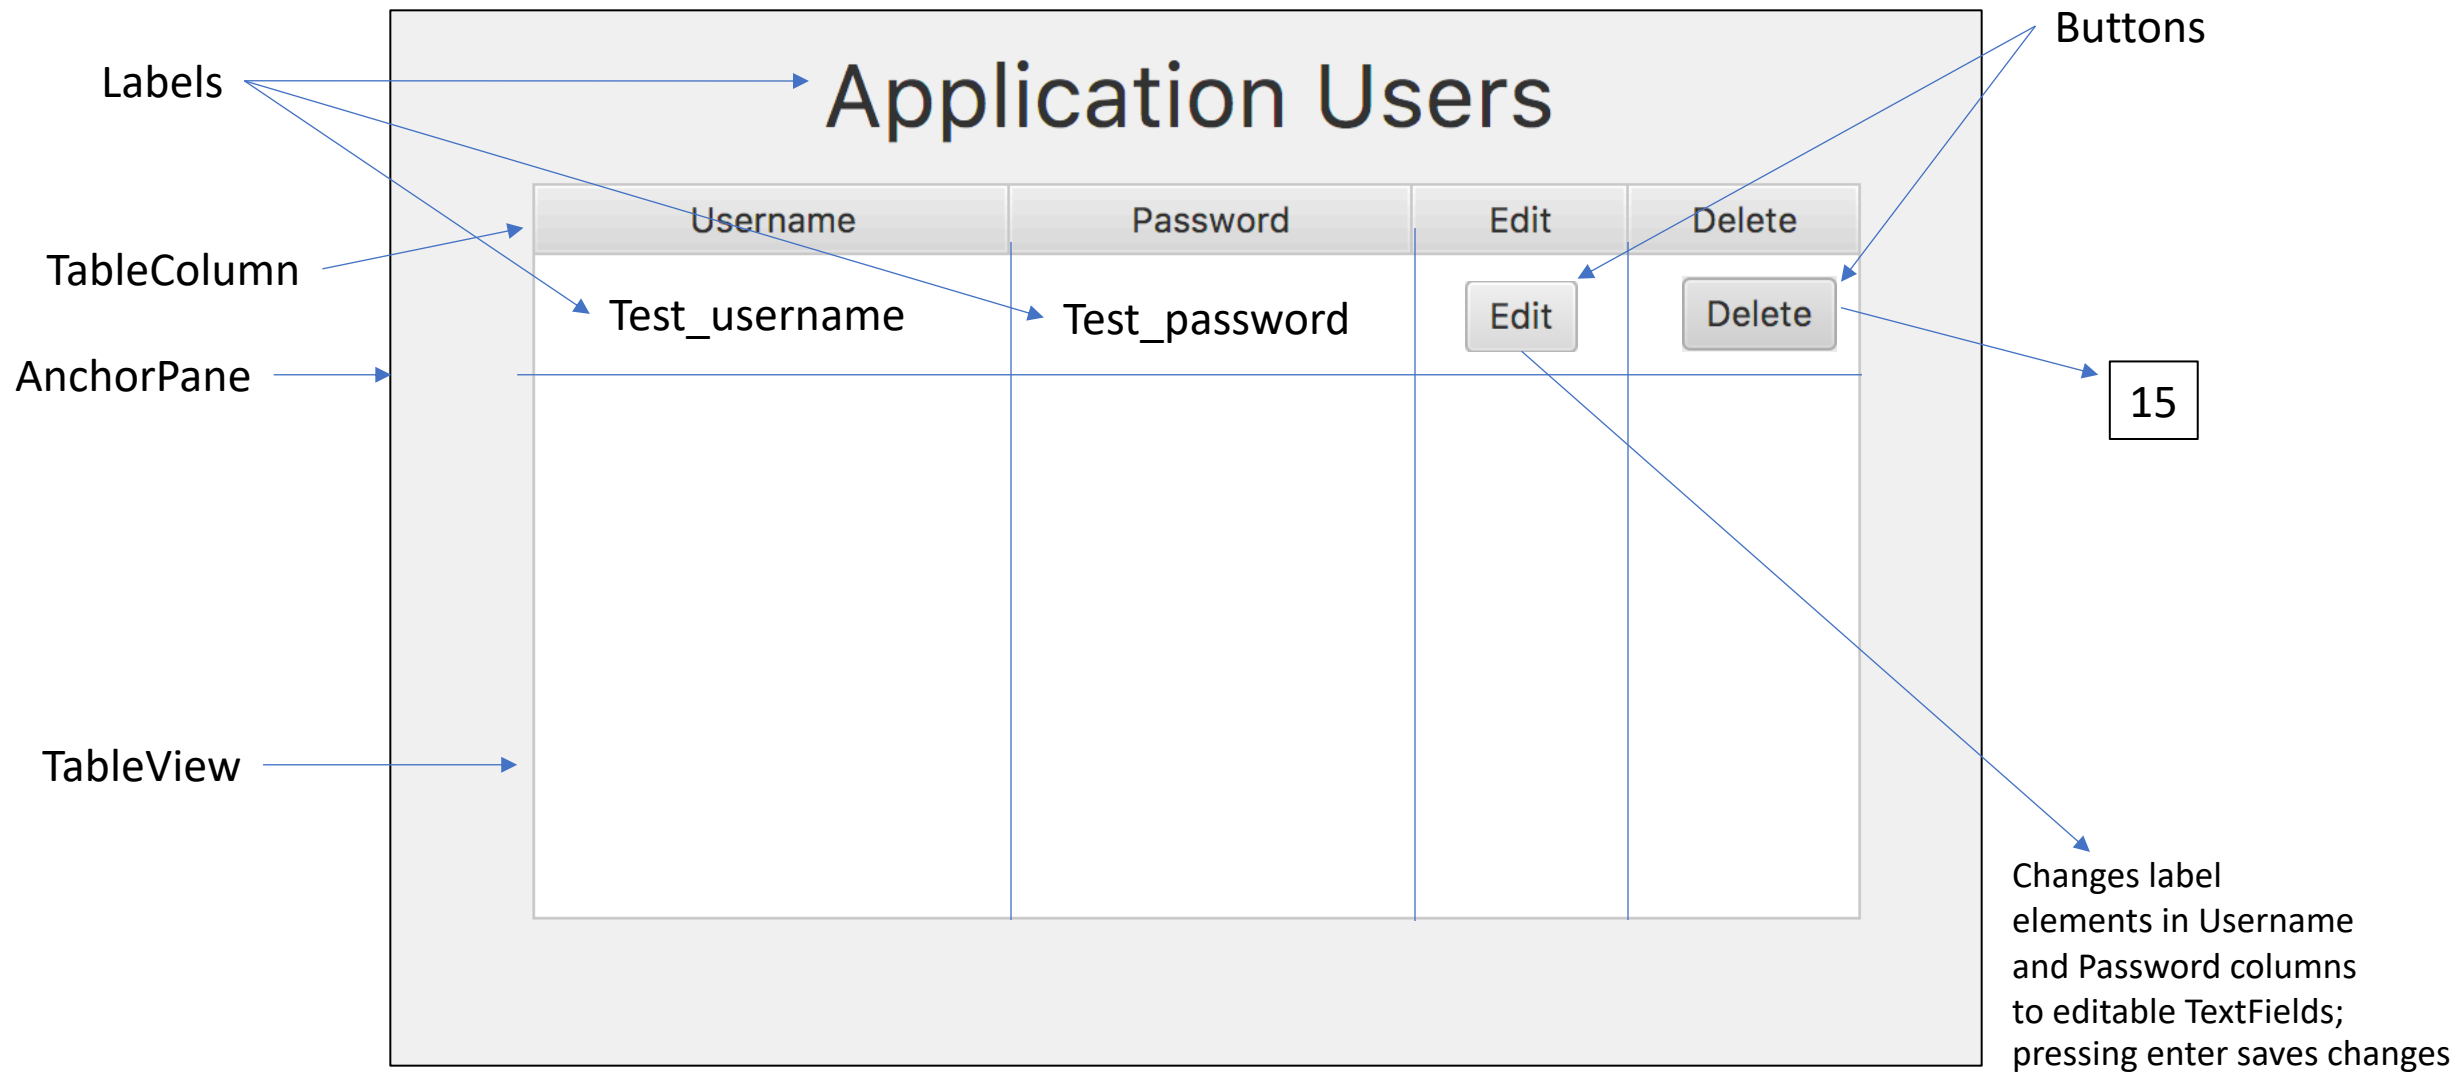 Buttons
Labels
Application Users
Username Password Edit Delete
TableColumn
Test_username Test_password Edit Delete
AnchorPane
15
TableView
Changes label
elements in Username
and Password columns
to editable TextFields;
pressing enter saves changes